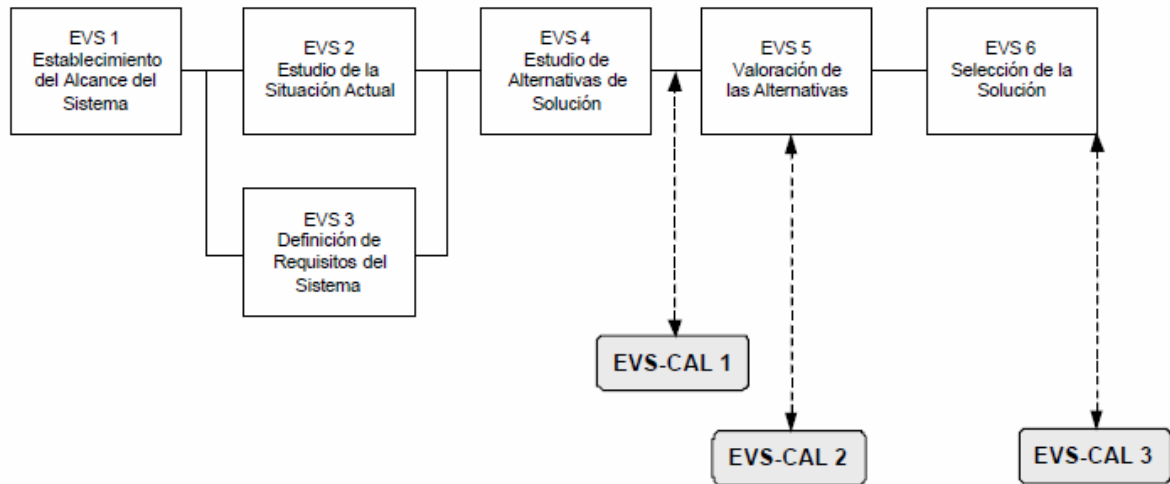 EVS 1
Establecimiento
del Alcance del
Sistema
EVS 2
Estudio de la
Situación Actual
EVS 4
Estudio de
Alternativas de
Solución
EVS 5
Valoración de
las Alternativas
EVS 6
Selección de la
Solución
EVS 3
Definición de
Requisitos del
Sistema
EVS-CAL 1
EVS-CAL 2
EVS-CAL 3